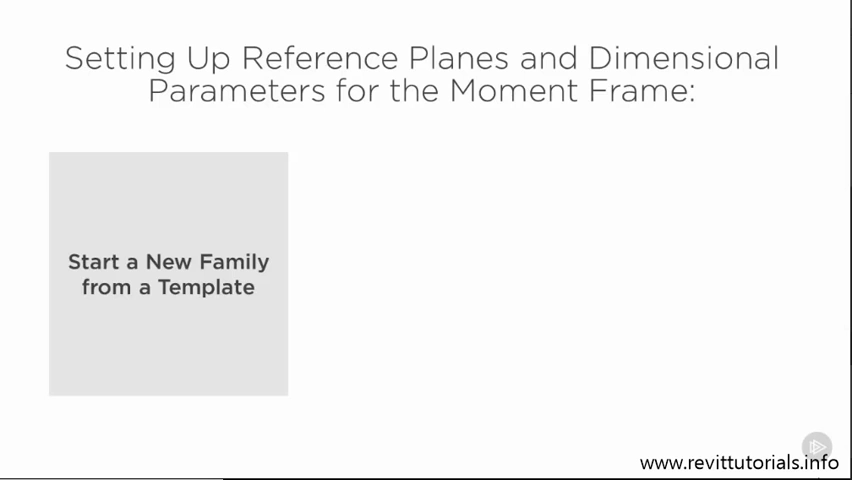 Setting Up Reference Planes and Dimensional
Parameters for the Moment Frame:
Start a New Family
from a Template
www.revittutorials.info